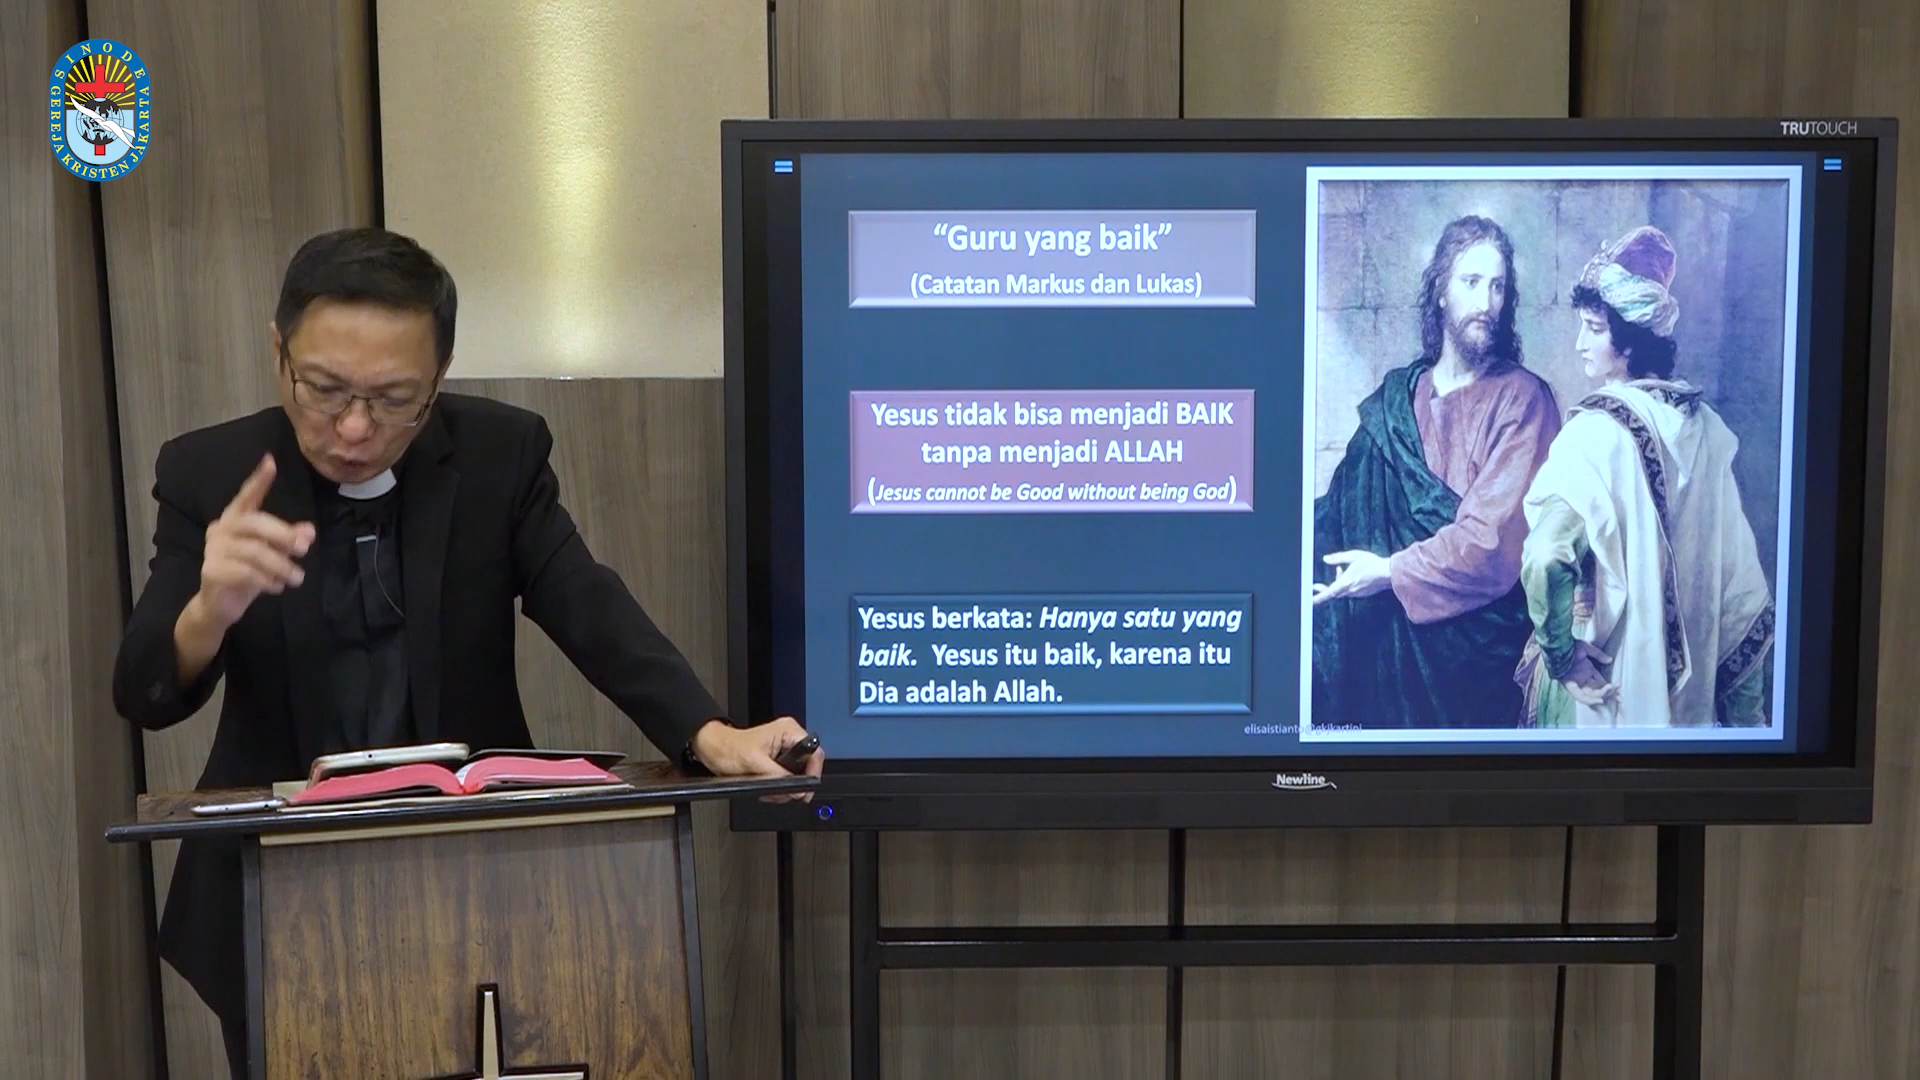 SINODE
GEREJA KRISTEN JAKARTA
TRUTOUCH
“Guru yang baik”
(Catatan Markus dan Lukas)
Yesus tidak bisa menjadi BAIK
tanpa menjadi ALLAH
(Jesus cannot be Good without being God)
Yesus berkata: Hanya satu yang
baik. Yesus itu baik, karena itu
Dia adalah Allah.
elisaistianto@gkjkartini
Newline